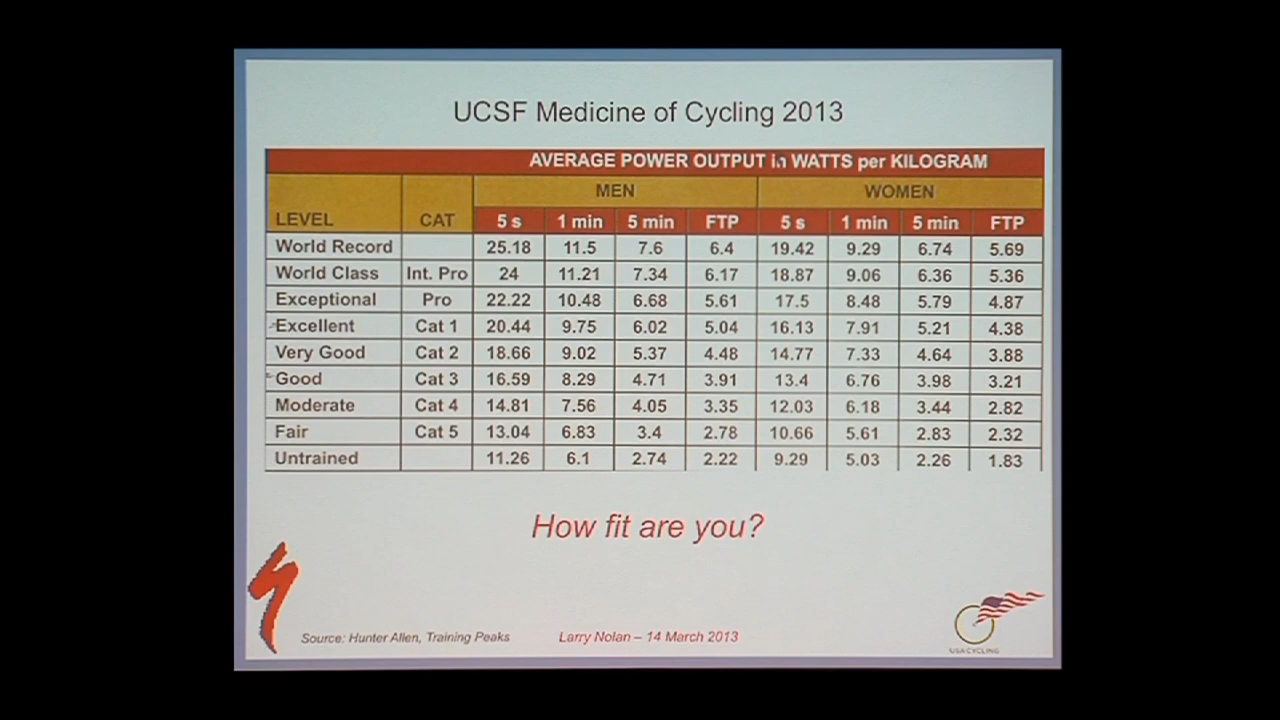 UCSF Medicine of Cycling 2013
AVERAGE POWER OUTPUT in WATTS per KILOGRAM
MEN WOMEN
LEVEL CAT 5 s 1 min 5 min FTP 5 s 1 min 5 min FTP
World Record 25.18 11.5 7.6 6.4 19.42 9.29 6.74 5.69
World Class Int. Pro 24 11.21 7.34 6.17 18.87 9.06 6.36 5.36
Exceptional Pro 22.22 10.48 6.68 5.61 17.5 8.48 5.79 4.87
Excellent Cat 1 20.44 9.75 6.02 5.04 16.13 7.91 5.21 4.38
Very Good Cat 2 18.66 9.02 5.37 4.48 14.77 7.33 4.64 3.88
Good Cat 3 16.59 8.29 4.71 3.91 13.4 6.76 3.98 3.21
Moderate Cat 4 14.81 7.56 4.05 3.35 12.03 6.18 3.44 2.82
Fair Cat 5 13.04 6.83 3.4 2.78 10.66 5.61 2.83 2.32
Untrained 11.26 6.1 2.74 2.22 9.29 5.03 2.26 1.83
How fit are you?
Source: Hunter Allen, Training Peaks Larry Nolan – 14 March 2013
USA CYCLING